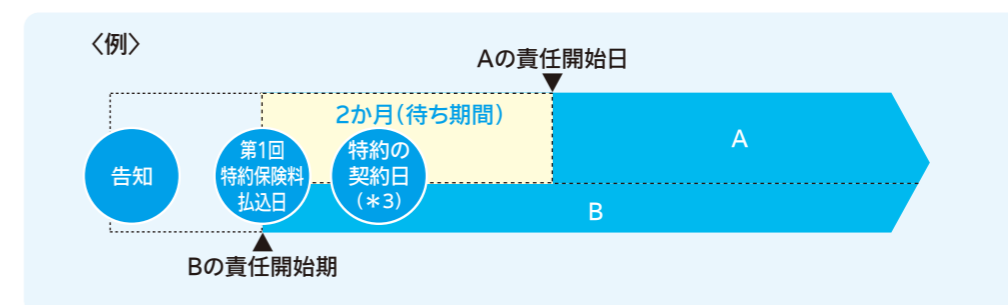 〈例〉
Aの責任開始日
2か月(待ち期間)
告知
第1回
特約保険料
払込日
特約の
契約日
(＊3)
A
B
Bの責任開始期